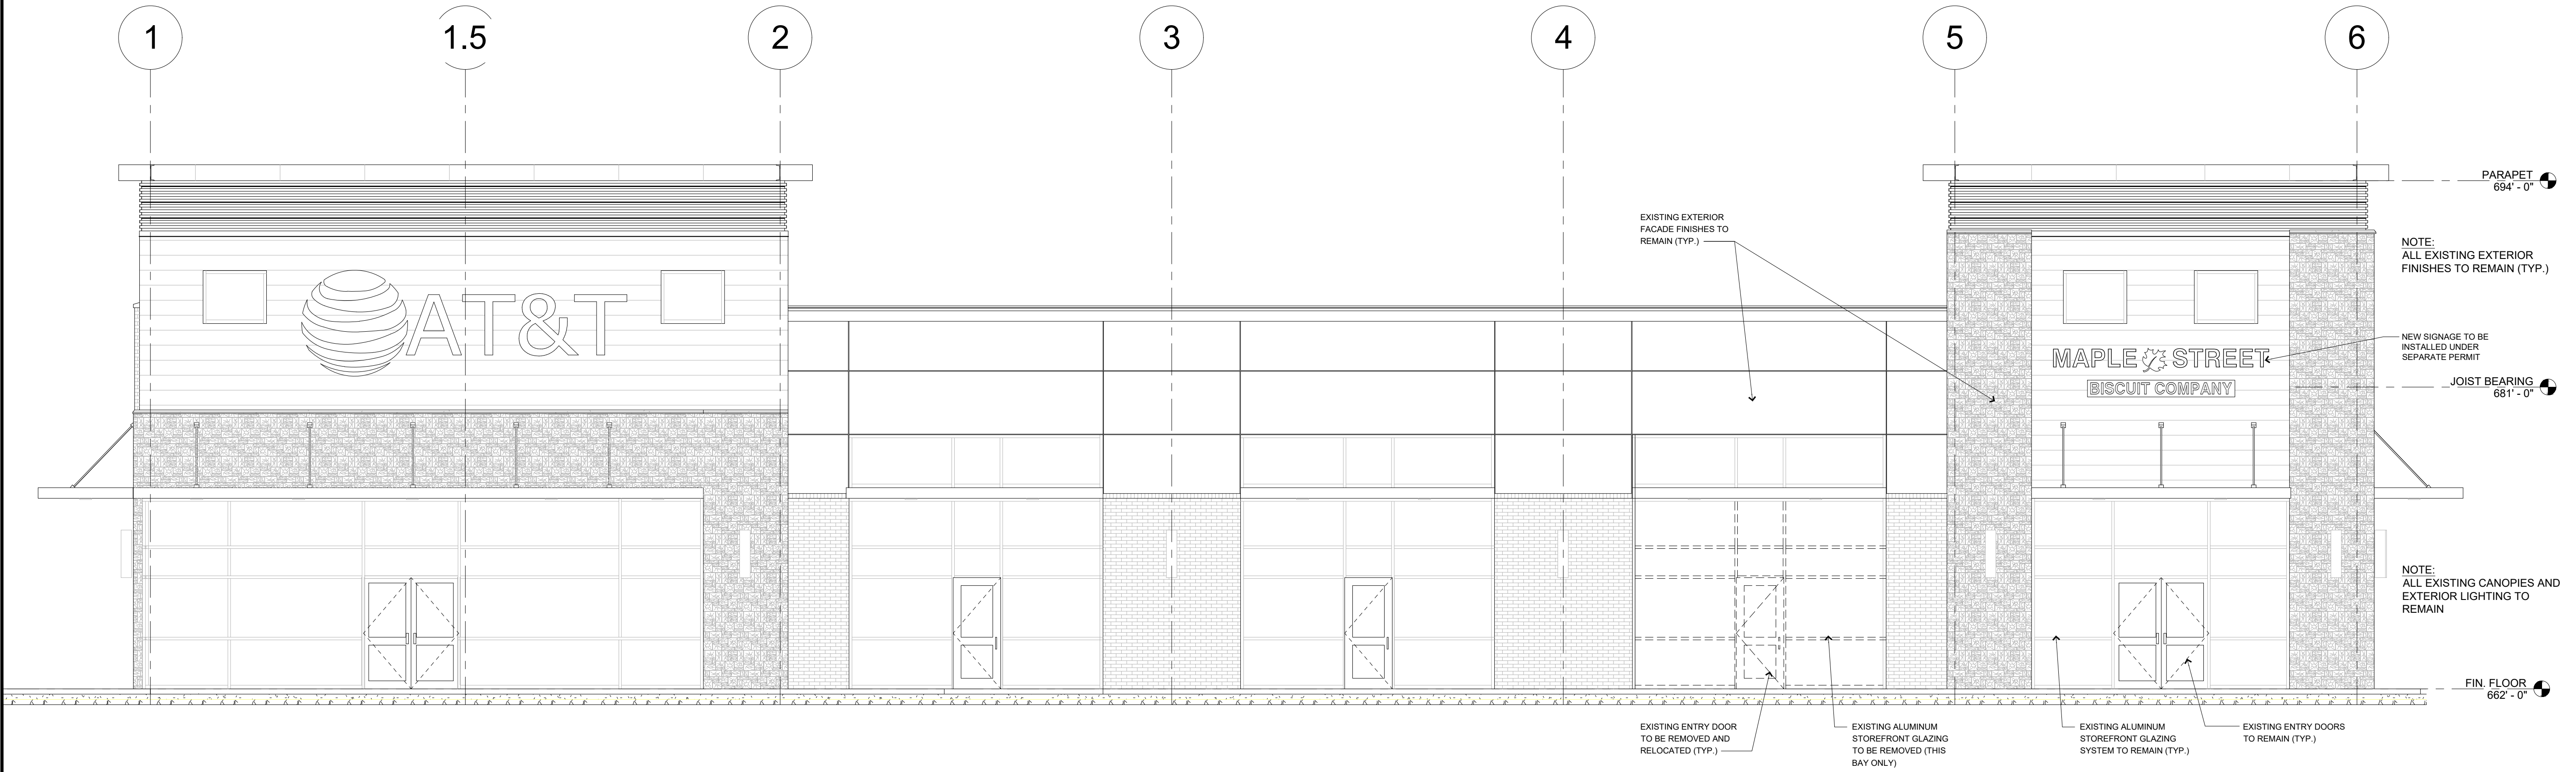 1
1.5
2
3
4
5
6
PARAPET
694' - 0"
EXISTING EXTERIOR
FACADE FINISHES TO
REMAIN (TYP.)
NOTE:
ALL EXISTING EXTERIOR
FINISHES TO REMAIN (TYP.)
AT&T
NEW SIGNAGE TO BE
INSTALLED UNDER
SEPARATE PERMIT
MAPLE STREET
BISCUIT COMPANY
JOIST BEARING
681' - 0"
NOTE:
ALL EXISTING CANOPIES AND
EXTERIOR LIGHTING TO
REMAIN
FIN. FLOOR
662' - 0"
EXISTING ENTRY DOOR
TO BE REMOVED AND
RELOCATED (TYP.)
EXISTING ALUMINUM
STOREFRONT GLAZING
TO BE REMOVED (THIS
BAY ONLY)
EXISTING ALUMINUM
STOREFRONT GLAZING
SYSTEM TO REMAIN (TYP.)
EXISTING ENTRY DOORS
TO REMAIN (TYP.)